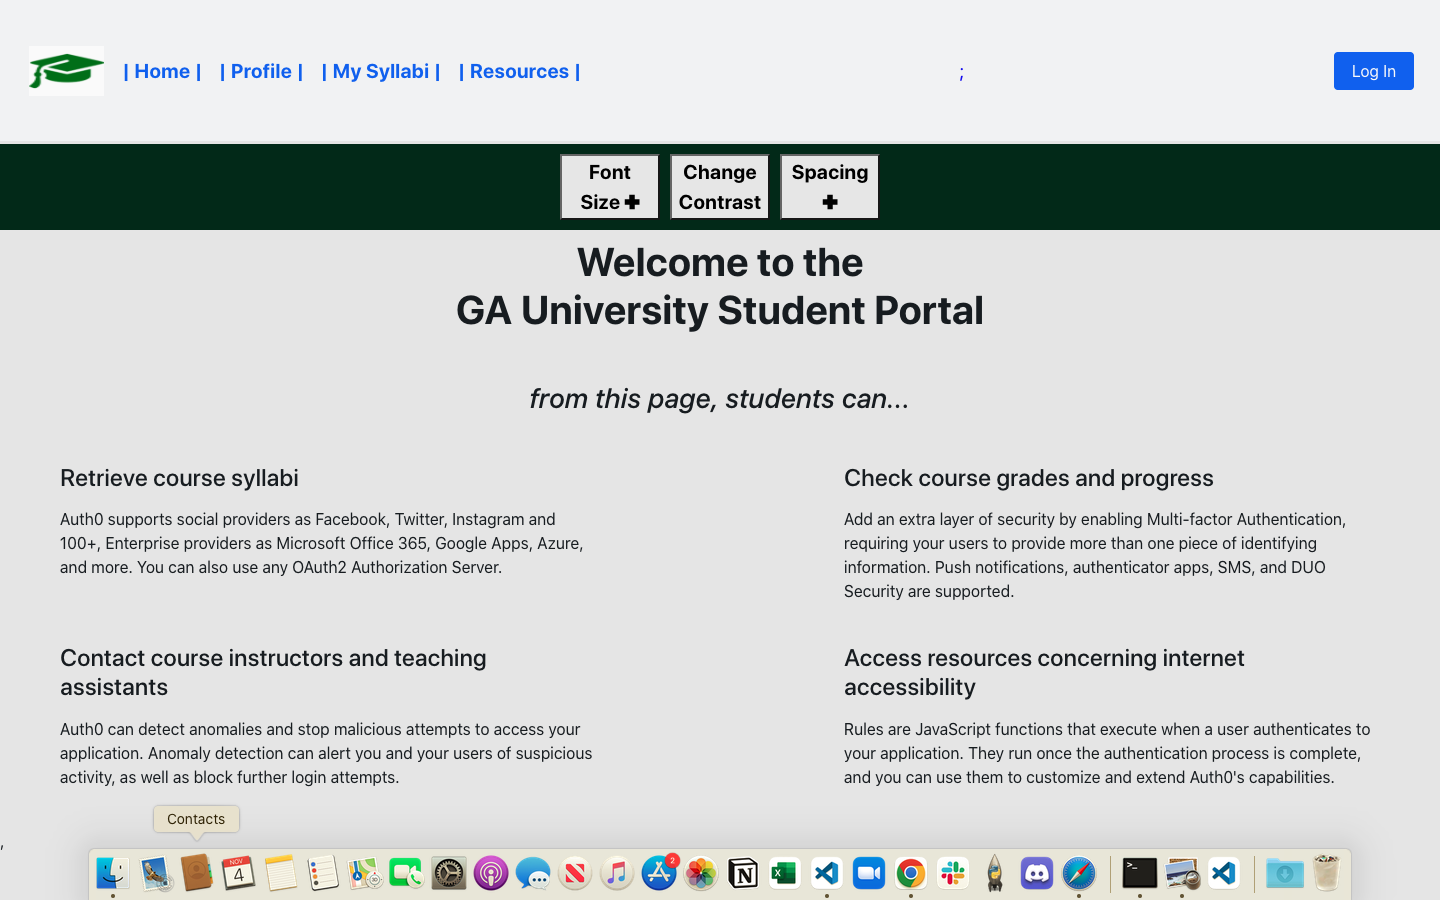 | Home | | Profile | | My Syllabi | | Resources | ; Log In
Font Size ✚
Change Contrast
Spacing ✚
Welcome to the
GA University Student Portal
from this page, students can...
Retrieve course syllabi
Auth0 supports social providers as Facebook, Twitter, Instagram and
100+, Enterprise providers as Microsoft Office 365, Google Apps, Azure,
and more. You can also use any OAuth2 Authorization Server.
Check course grades and progress
Add an extra layer of security by enabling Multi-factor Authentication,
requiring your users to provide more than one piece of identifying
information. Push notifications, authenticator apps, SMS, and DUO
Security are supported.
Contact course instructors and teaching
assistants
Auth0 can detect anomalies and stop malicious attempts to access your
application. Anomaly detection can alert you and your users of suspicious
activity, as well as block further login attempts.
Access resources concerning internet
accessibility
Rules are JavaScript functions that execute when a user authenticates to
your application. They run once the authentication process is complete,
and you can use them to customize and extend Auth0's capabilities.
Contacts
,
NOV
4
2